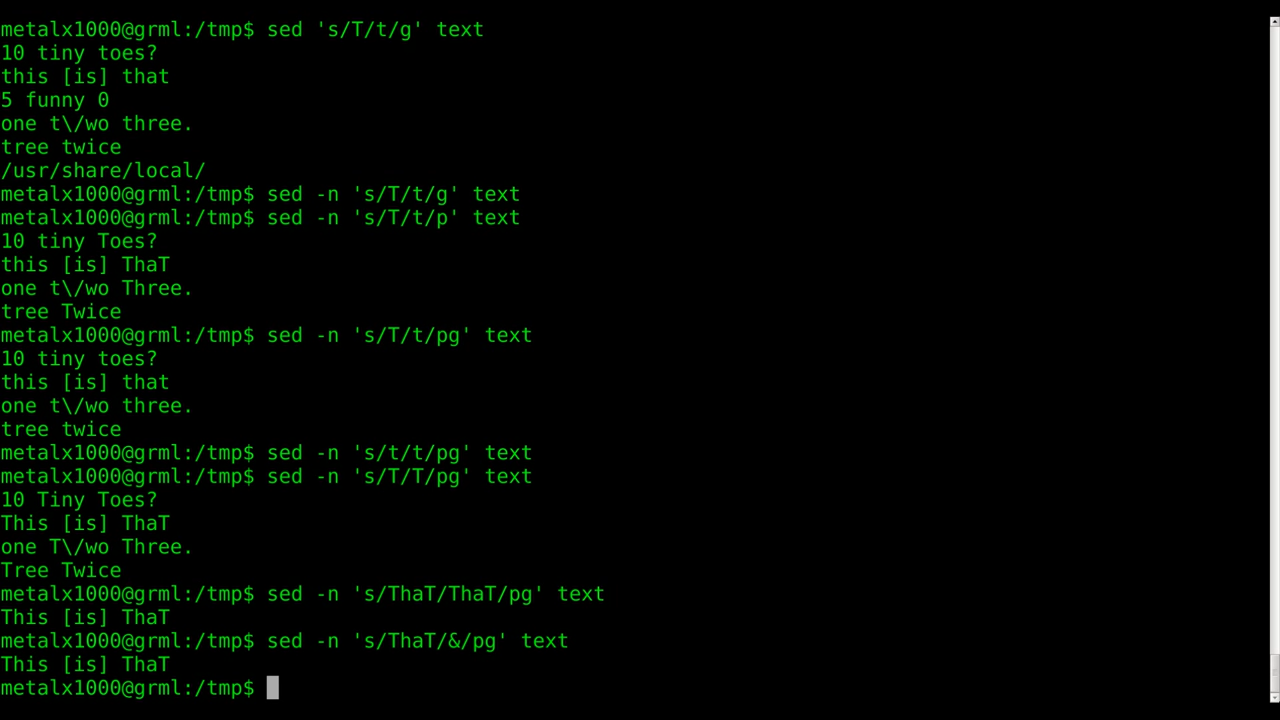 metalx1000@grml:/tmp$ sed 's/T/t/g' text
10 tiny toes?
this [is] that
5 funny 0
one t\/wo three.
tree twice
/usr/share/local/
metalx1000@grml:/tmp$ sed -n 's/T/t/g' text
metalx1000@grml:/tmp$ sed -n 's/T/t/p' text
10 tiny Toes?
this [is] ThaT
one t\/wo Three.
tree Twice
metalx1000@grml:/tmp$ sed -n 's/T/t/pg' text
10 tiny toes?
this [is] that
one t\/wo three.
tree twice
metalx1000@grml:/tmp$ sed -n 's/t/t/pg' text
metalx1000@grml:/tmp$ sed -n 's/T/T/pg' text
10 Tiny Toes?
This [is] ThaT
one T\/wo Three.
Tree Twice
metalx1000@grml:/tmp$ sed -n 's/ThaT/ThaT/pg' text
This [is] ThaT
metalx1000@grml:/tmp$ sed -n 's/ThaT/&/pg' text
This [is] ThaT
metalx1000@grml:/tmp$